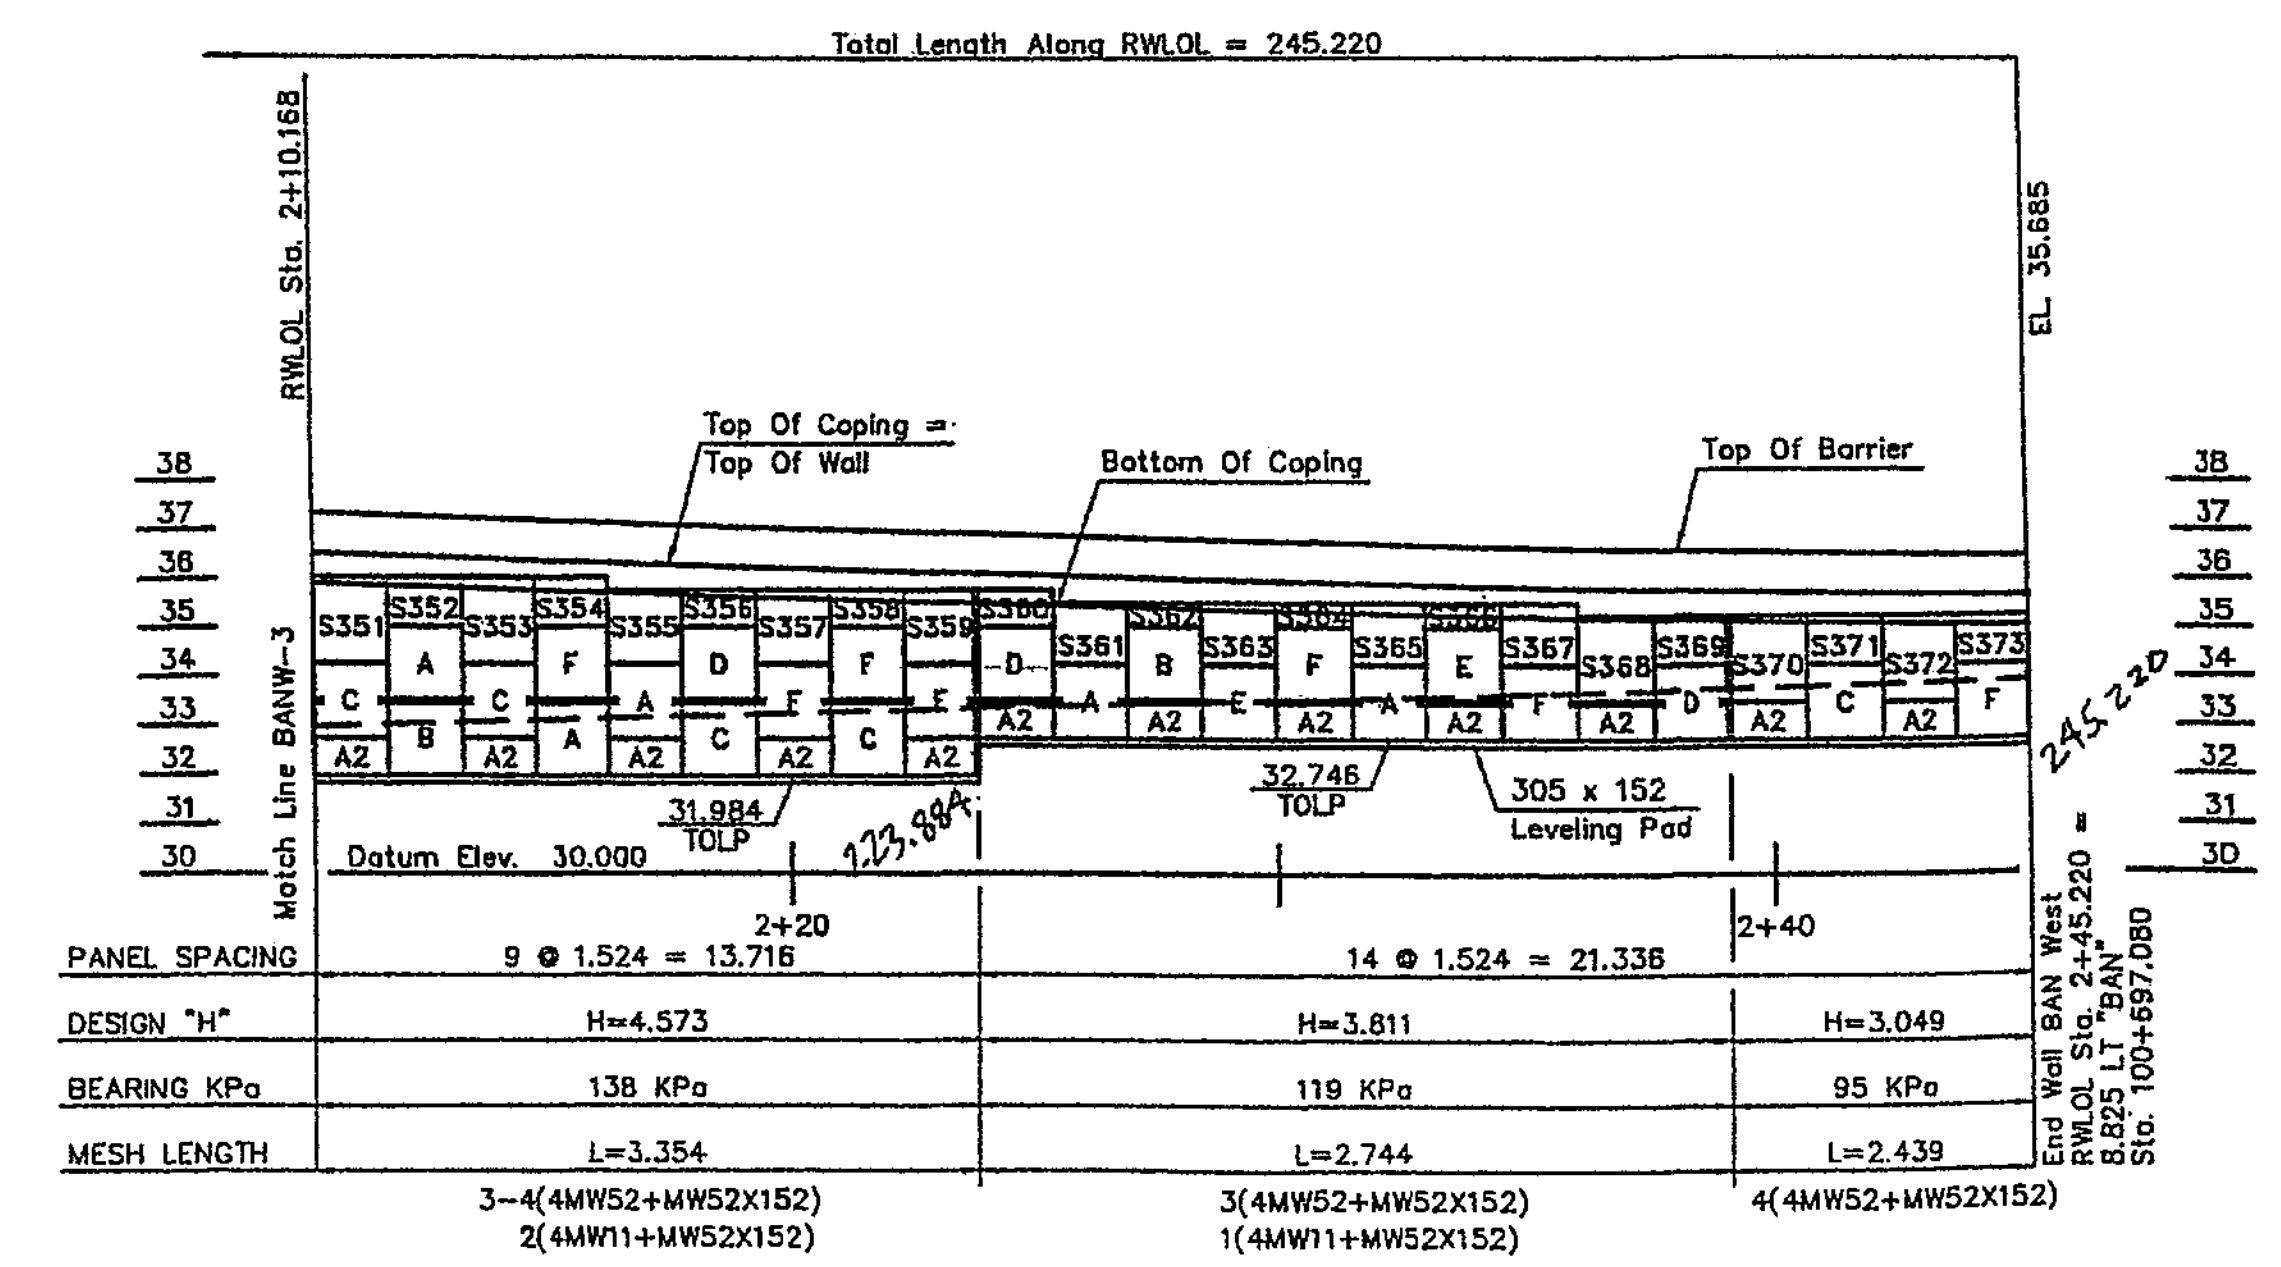 Total Length Along RWLOL = 245.220
RWLOL Sta. 2+10.168
EL 35.685
Top Of Coping =
Top Of Wall
Bottom Of Coping
Top Of Barrier
38
37
36
35
34
33
32
31
30
38
37
36
35
34
33
32
31
30
Match Line BANW-3
S351 S352 S353 S354 S355 S356 S357 S358 S359 S360 S361 S362 S363 S364 S365 S366 S367 S368 S369 S370 S371 S372 S373
A F D F D B F E
C C A F E A E A F D C F
B A C C
A2 A2 A2 A2 A2 A2 A2 A2 A2 A2 A2 A2
31.984
TOLP
223.884
32.746
TOLP
305 x 152
Leveling Pad
245.220
Datum Elev. 30.000
2+20
2+40
PANEL SPACING 9 @ 1.524 = 13.716 14 @ 1.524 = 21.336
DESIGN "H" H=4.573 H=3.811 H=3.049
BEARING KPa 138 KPa 119 KPa 95 KPa
MESH LENGTH L=3.354 L=2.744 L=2.439
3-4(4MW52+MW52X152) 3(4MW52+MW52X152) 4(4MW52+MW52X152)
2(4MW11+MW52X152) 1(4MW11+MW52X152)
End Wall BAN West
RWLOL Sta. 2+45.220 =
8.825 LT "BAN"
Sta. 100+697.080